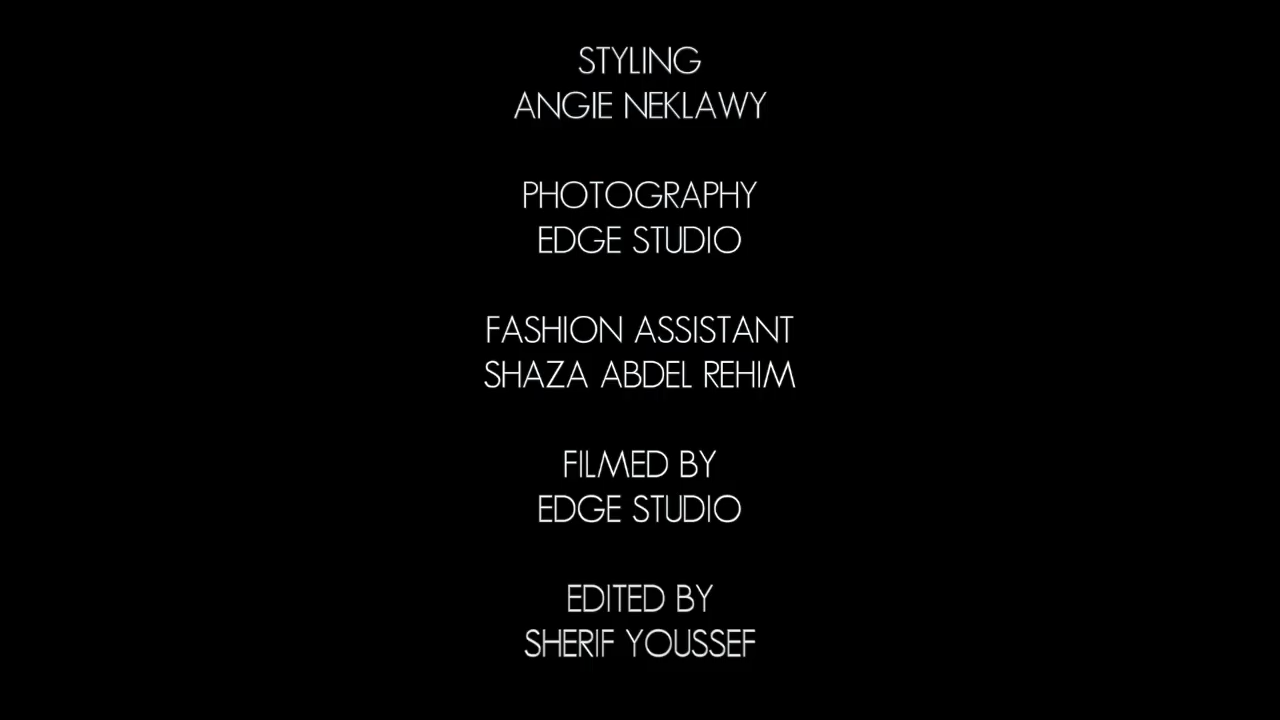 STYLING
ANGIE NEKLAWY
PHOTOGRAPHY
EDGE STUDIO
FASHION ASSISTANT
SHAZA ABDEL REHIM
FILMED BY
EDGE STUDIO
EDITED BY
SHERIF YOUSSEF